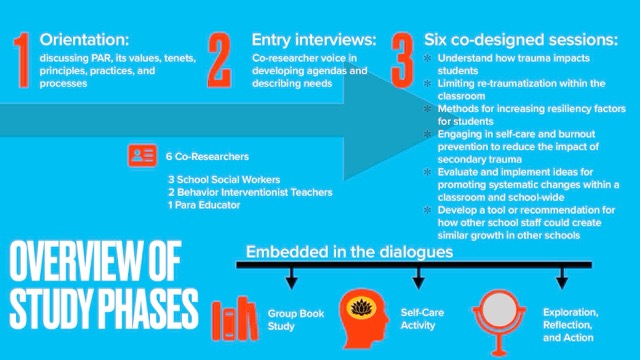 1
Orientation:
discussing PAR, its values, tenets,
principles, practices, and
processes
2
Entry interviews:
Co-researcher voice in
developing agendas and
describing needs
3
Six co-designed sessions:
* Understand how trauma impacts
students
* Limiting re-traumatization within the
classroom
* Methods for increasing resiliency factors
for students
* Engaging in self-care and burnout
prevention to reduce the impact of
secondary trauma
* Evaluate and implement ideas for
promoting systematic changes within a
classroom and school-wide
* Develop a tool or recommendation for
how other school staff could create
similar growth in other schools
6 Co-Researchers
3 School Social Workers
2 Behavior Interventionist Teachers
1 Para Educator
OVERVIEW OF
STUDY PHASES
Embedded in the dialogues
Group Book
Study
Self-Care
Activity
Exploration,
Reflection,
and Action